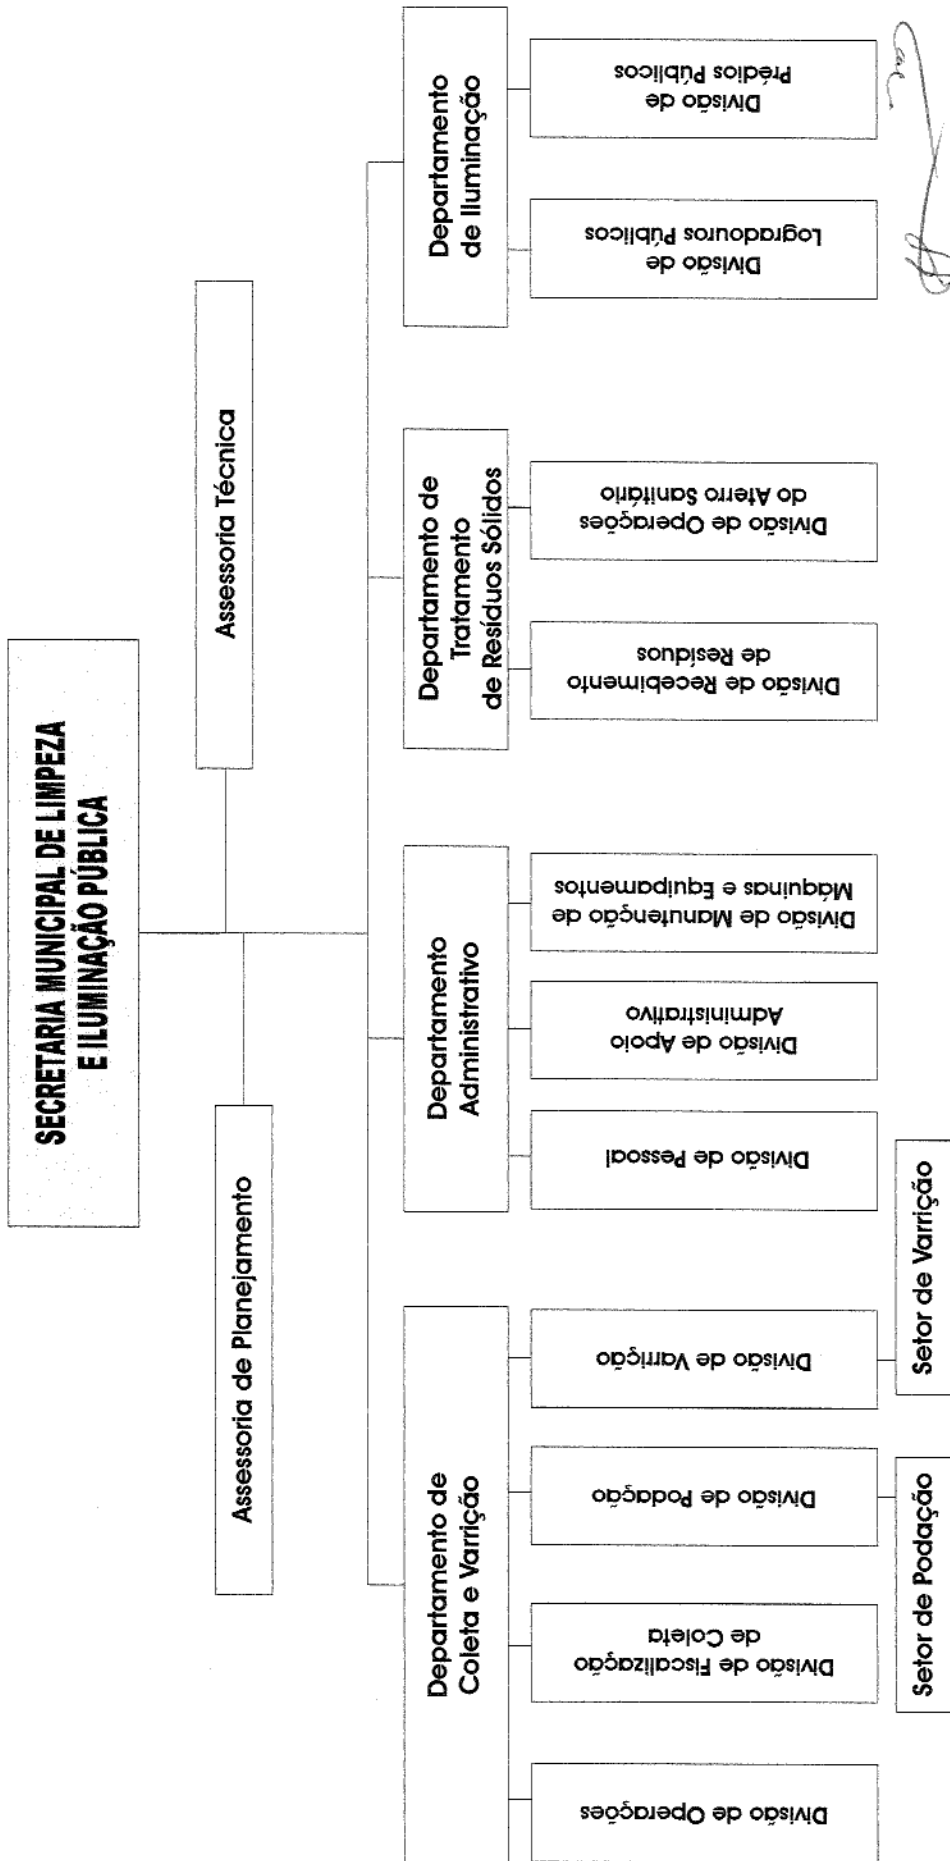 SECRETARIA MUNICIPAL DE LIMPEZA
E ILUMINAÇÃO PÚBLICA
Assessoria de Planejamento
Assessoria Técnica
Departamento de
Coleta e Varrição
Departamento
Administrativo
Departamento de
Tratamento
de Resíduos Sólidos
Departamento
de Iluminação
Divisão de Operações
Divisão de Fiscalização
de Coleta
Divisão de Podação
Divisão de Varrição
Divisão de Pessoal
Divisão de Apoio
Administrativo
Divisão de Manutenção de
Máquinas e Equipamentos
Divisão de Recebimento
de Resíduos
Divisão de Operações
do Aterro Sanitário
Divisão de
Logradouros Públicos
Divisão de
Prédios Públicos
Setor de Podação
Setor de Varrição